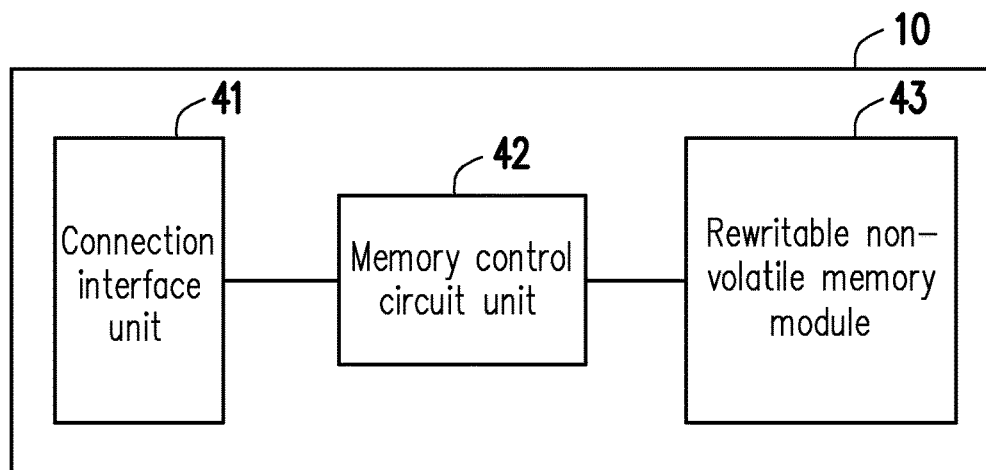 10
41
Connection
interface
unit
42
Memory control
circuit unit
43
Rewritable non-
volatile memory
module